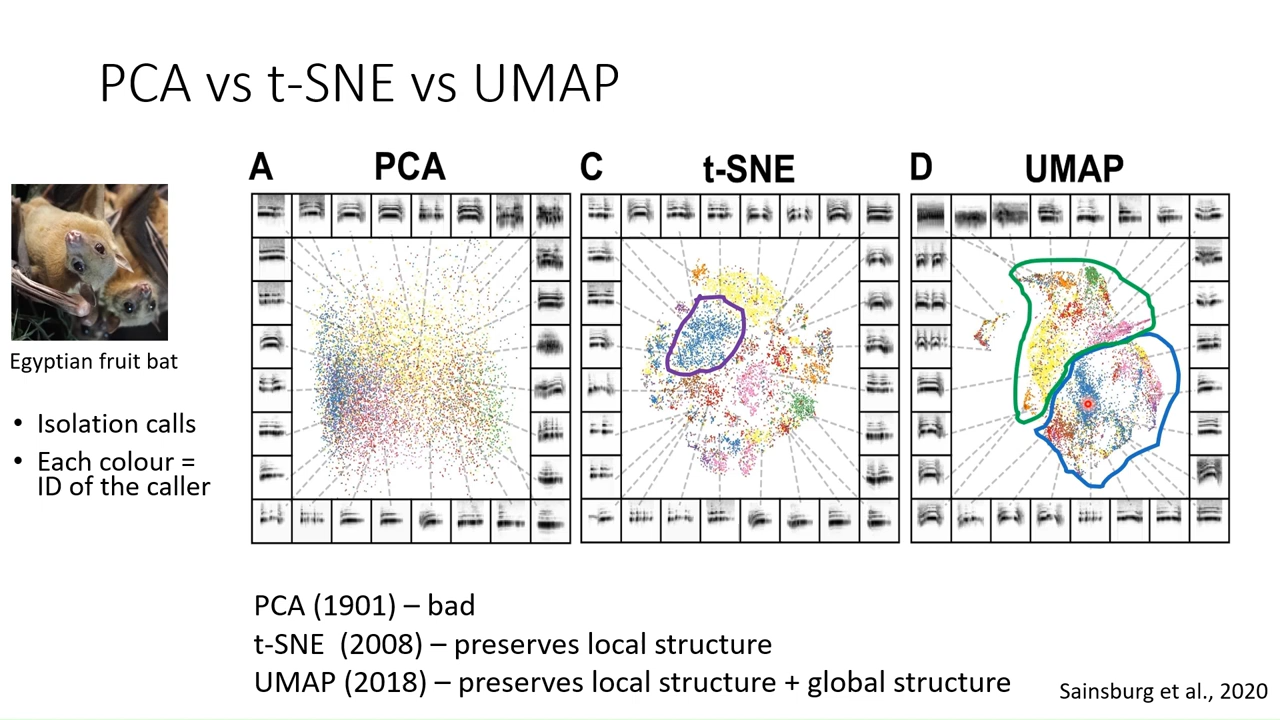 PCA vs t-SNE vs UMAP
A PCA
C t-SNE
D UMAP
Egyptian fruit bat
• Isolation calls
• Each colour =
ID of the caller
PCA (1901) – bad
t-SNE (2008) – preserves local structure
UMAP (2018) – preserves local structure + global structure
Sainsburg et al., 2020